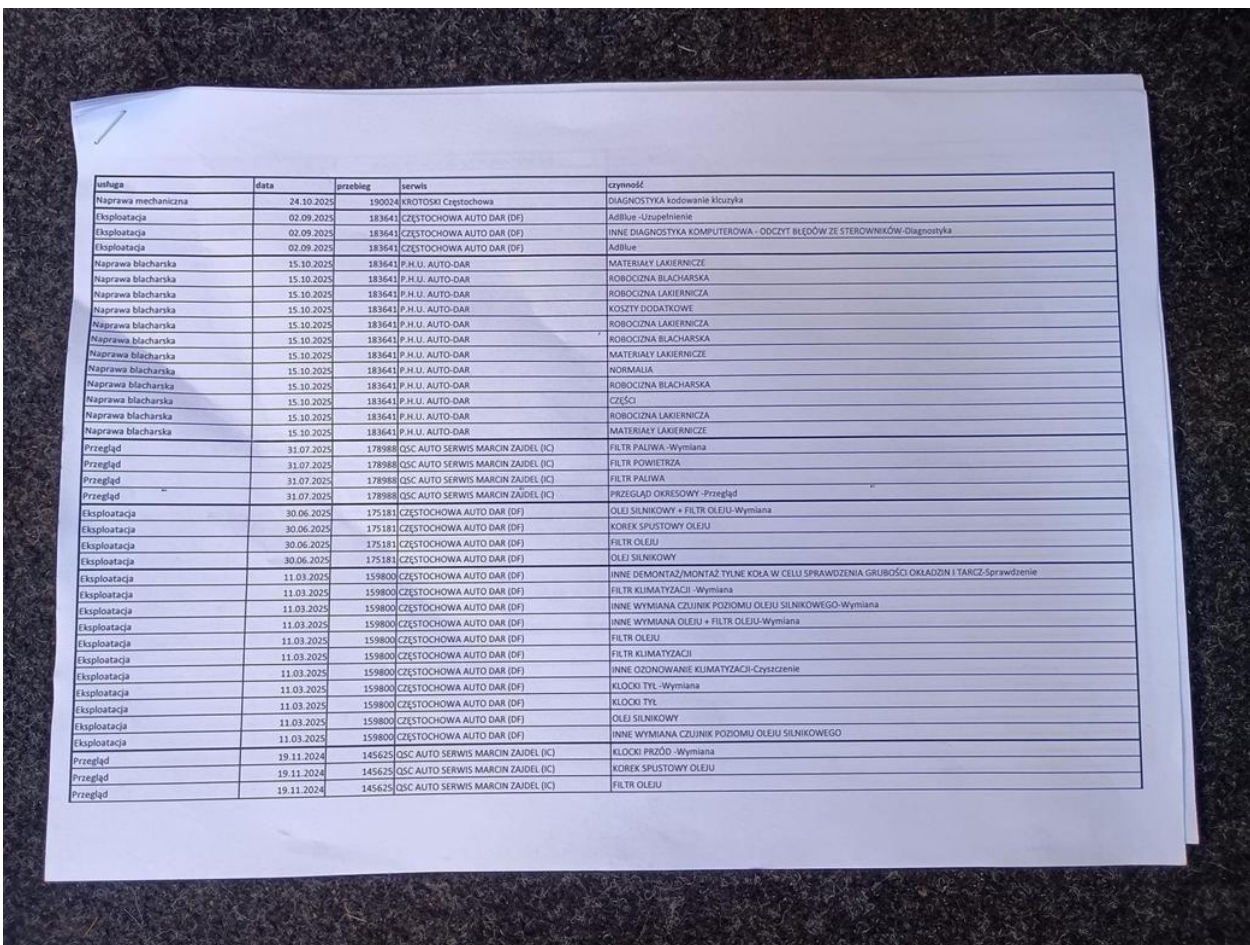 usługa data przebieg serwis czynność
Naprawa mechaniczna 24.10.2025 190024 KROTOSKI Częstochowa DIAGNOSTYKA kodowanie klcuzyka
Eksploatacja 02.09.2025 183641 CZĘSTOCHOWA AUTO DAR (DF) AdBlue -Uzupełnienie
Eksploatacja 02.09.2025 183641 CZĘSTOCHOWA AUTO DAR (DF) INNE DIAGNOSTYKA KOMPUTEROWA - ODCZYT BŁĘDÓW ZE STEROWNIKÓW-Diagnostyka
Eksploatacja 02.09.2025 183641 CZĘSTOCHOWA AUTO DAR (DF) AdBlue
Naprawa blacharska 15.10.2025 183641 P.H.U. AUTO-DAR MATERIAŁY LAKIERNICZE
Naprawa blacharska 15.10.2025 183641 P.H.U. AUTO-DAR ROBOCIZNA BLACHARSKA
Naprawa blacharska 15.10.2025 183641 P.H.U. AUTO-DAR ROBOCIZNA LAKIERNICZA
Naprawa blacharska 15.10.2025 183641 P.H.U. AUTO-DAR KOSZTY DODATKOWE
Naprawa blacharska 15.10.2025 183641 P.H.U. AUTO-DAR ROBOCIZNA LAKIERNICZA
Naprawa blacharska 15.10.2025 183641 P.H.U. AUTO-DAR ROBOCIZNA BLACHARSKA
Naprawa blacharska 15.10.2025 183641 P.H.U. AUTO-DAR MATERIAŁY LAKIERNICZE
Naprawa blacharska 15.10.2025 183641 P.H.U. AUTO-DAR NORMALIA
Naprawa blacharska 15.10.2025 183641 P.H.U. AUTO-DAR ROBOCIZNA BLACHARSKA
Naprawa blacharska 15.10.2025 183641 P.H.U. AUTO-DAR CZĘŚCI
Naprawa blacharska 15.10.2025 183641 P.H.U. AUTO-DAR ROBOCIZNA LAKIERNICZA
Naprawa blacharska 15.10.2025 183641 P.H.U. AUTO-DAR MATERIAŁY LAKIERNICZE
Przegląd 31.07.2025 178988 QSC AUTO SERWIS MARCIN ZAJDEL (IC) FILTR PALIWA -Wymiana
Przegląd 31.07.2025 178988 QSC AUTO SERWIS MARCIN ZAJDEL (IC) FILTR POWIETRZA
Przegląd 31.07.2025 178988 QSC AUTO SERWIS MARCIN ZAJDEL (IC) FILTR PALIWA
Przegląd 31.07.2025 178988 QSC AUTO SERWIS MARCIN ZAJDEL (IC) PRZEGLĄD OKRESOWY -Przegląd
Eksploatacja 30.06.2025 175181 CZĘSTOCHOWA AUTO DAR (DF) OLEJ SILNIKOWY + FILTR OLEJU-Wymiana
Eksploatacja 30.06.2025 175181 CZĘSTOCHOWA AUTO DAR (DF) KOREK SPUSTOWY OLEJU
Eksploatacja 30.06.2025 175181 CZĘSTOCHOWA AUTO DAR (DF) FILTR OLEJU
Eksploatacja 30.06.2025 175181 CZĘSTOCHOWA AUTO DAR (DF) OLEJ SILNIKOWY
Eksploatacja 11.03.2025 159800 CZĘSTOCHOWA AUTO DAR (DF) INNE DEMONTAŻ/MONTAŻ TYLNE KOŁA W CELU SPRAWDZENIA GRUBOŚCI OKŁADZIN I TARCZ-Sprawdzenie
Eksploatacja 11.03.2025 159800 CZĘSTOCHOWA AUTO DAR (DF) FILTR KLIMATYZACJI -Wymiana
Eksploatacja 11.03.2025 159800 CZĘSTOCHOWA AUTO DAR (DF) INNE WYMIANA CZUJNIK POZIOMU OLEJU SILNIKOWEGO-Wymiana
Eksploatacja 11.03.2025 159800 CZĘSTOCHOWA AUTO DAR (DF) INNE WYMIANA OLEJU + FILTR OLEJU-Wymiana
Eksploatacja 11.03.2025 159800 CZĘSTOCHOWA AUTO DAR (DF) FILTR OLEJU
Eksploatacja 11.03.2025 159800 CZĘSTOCHOWA AUTO DAR (DF) FILTR KLIMATYZACJI
Eksploatacja 11.03.2025 159800 CZĘSTOCHOWA AUTO DAR (DF) INNE OZONOWANIE KLIMATYZACJI-Czyszczenie
Eksploatacja 11.03.2025 159800 CZĘSTOCHOWA AUTO DAR (DF) KLOCKI TYŁ -Wymiana
Eksploatacja 11.03.2025 159800 CZĘSTOCHOWA AUTO DAR (DF) KLOCKI TYŁ
Eksploatacja 11.03.2025 159800 CZĘSTOCHOWA AUTO DAR (DF) OLEJ SILNIKOWY
Eksploatacja 11.03.2025 159800 CZĘSTOCHOWA AUTO DAR (DF) INNE WYMIANA CZUJNIK POZIOMU OLEJU SILNIKOWEGO
Przegląd 19.11.2024 145625 QSC AUTO SERWIS MARCIN ZAJDEL (IC) KLOCKI PRZÓD -Wymiana
Przegląd 19.11.2024 145625 QSC AUTO SERWIS MARCIN ZAJDEL (IC) KOREK SPUSTOWY OLEJU
Przegląd 19.11.2024 145625 QSC AUTO SERWIS MARCIN ZAJDEL (IC) FILTR OLEJU